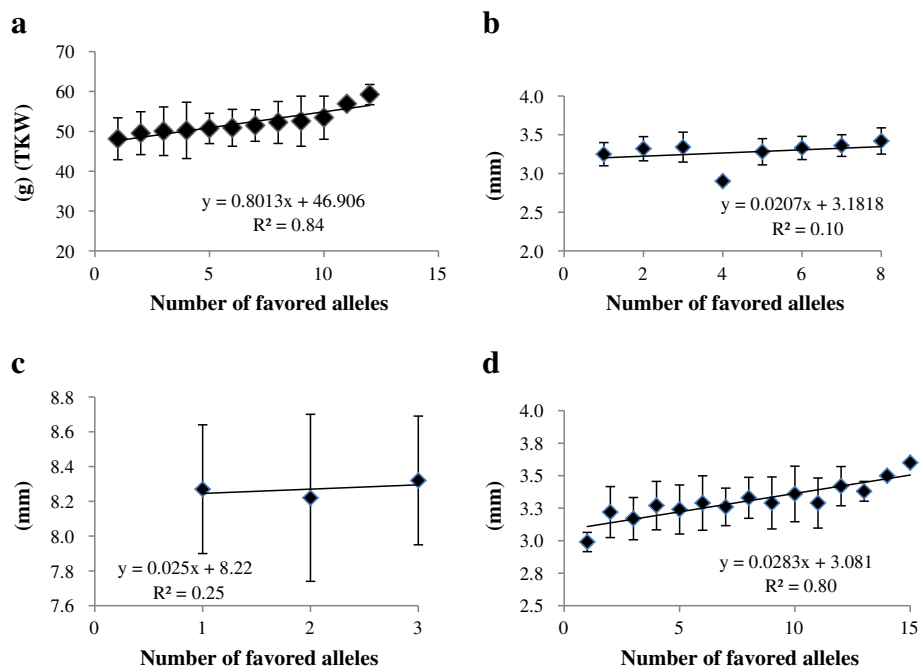 a
(g) (TKW)
70
60
50
40
30
20
y = 0.8013x + 46.906
R² = 0.84
0 5 10 15
Number of favored alleles
b
(mm)
4.0
3.5
3.0
2.5
2.0
y = 0.0207x + 3.1818
R² = 0.10
0 2 4 6 8
Number of favored alleles
c
(mm)
8.8
8.6
8.4
8.2
8.0
7.8
7.6
y = 0.025x + 8.22
R² = 0.25
0 1 2 3
Number of favored alleles
d
(mm)
4.0
3.8
3.5
3.3
3.0
2.8
2.5
y = 0.0283x + 3.081
R² = 0.80
0 5 10 15
Number of favored alleles